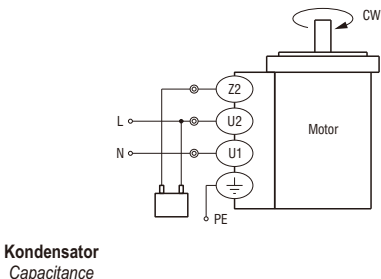 CW
Z2
L
U2
Motor
N
U1
PE
Kondensator
Capacitance